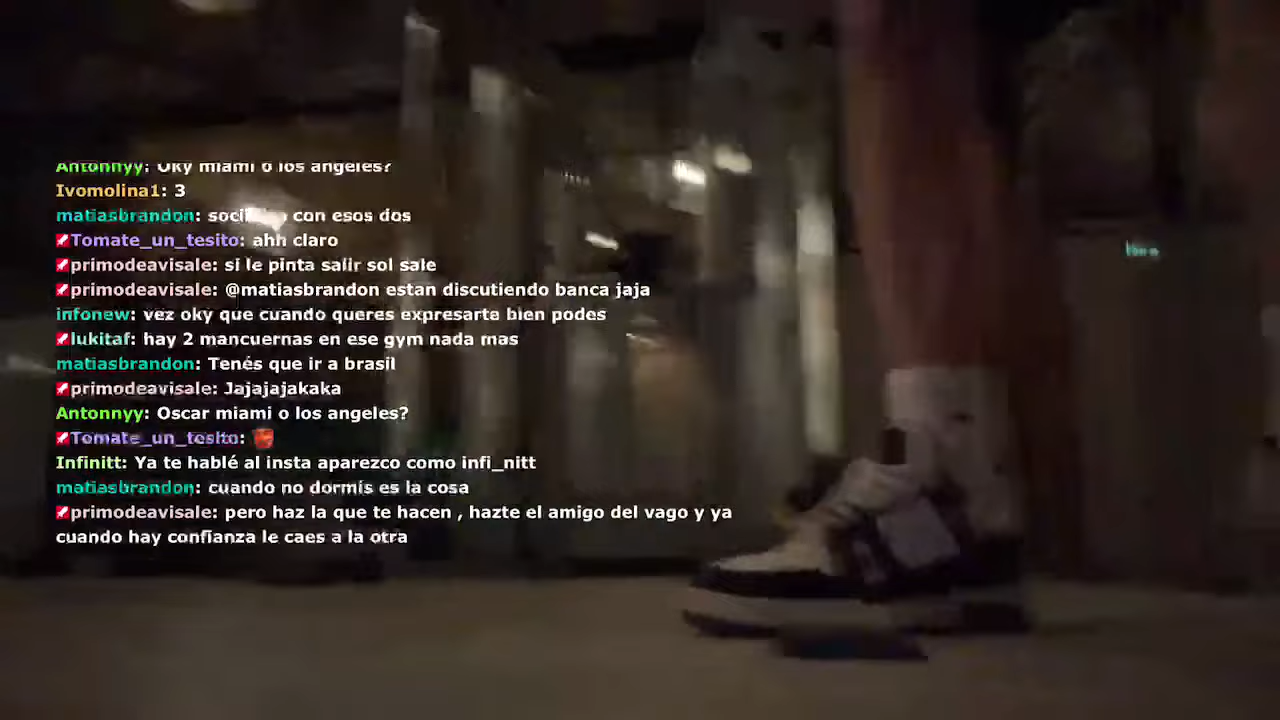 Antonnyy: Oky miami o los angeles?
Ivomolina1: 3
matiasbrandon: con esos dos
Tomate_un_tesito: ahh claro
primodeavisale: si le pinta salir sol sale
primodeavisale: @matiasbrandon estan discutiendo banca jaja
infonew: vez oky que cuando queres expresarte bien podes
lukitaf: hay 2 mancuernas en ese gym nada mas
matiasbrandon: Tenés que ir a brasil
primodeavisale: Jajajajakaka
Antonnyy: Oscar miami o los angeles?
Tomate_un_tesito:
Infinitt: Ya te hablé al insta aparezco como infi_nitt
matiasbrandon: cuando no dormis es la cosa
primodeavisale: pero haz la que te hacen , hazte el amigo del vago y ya
cuando hay confianza le caes a la otra